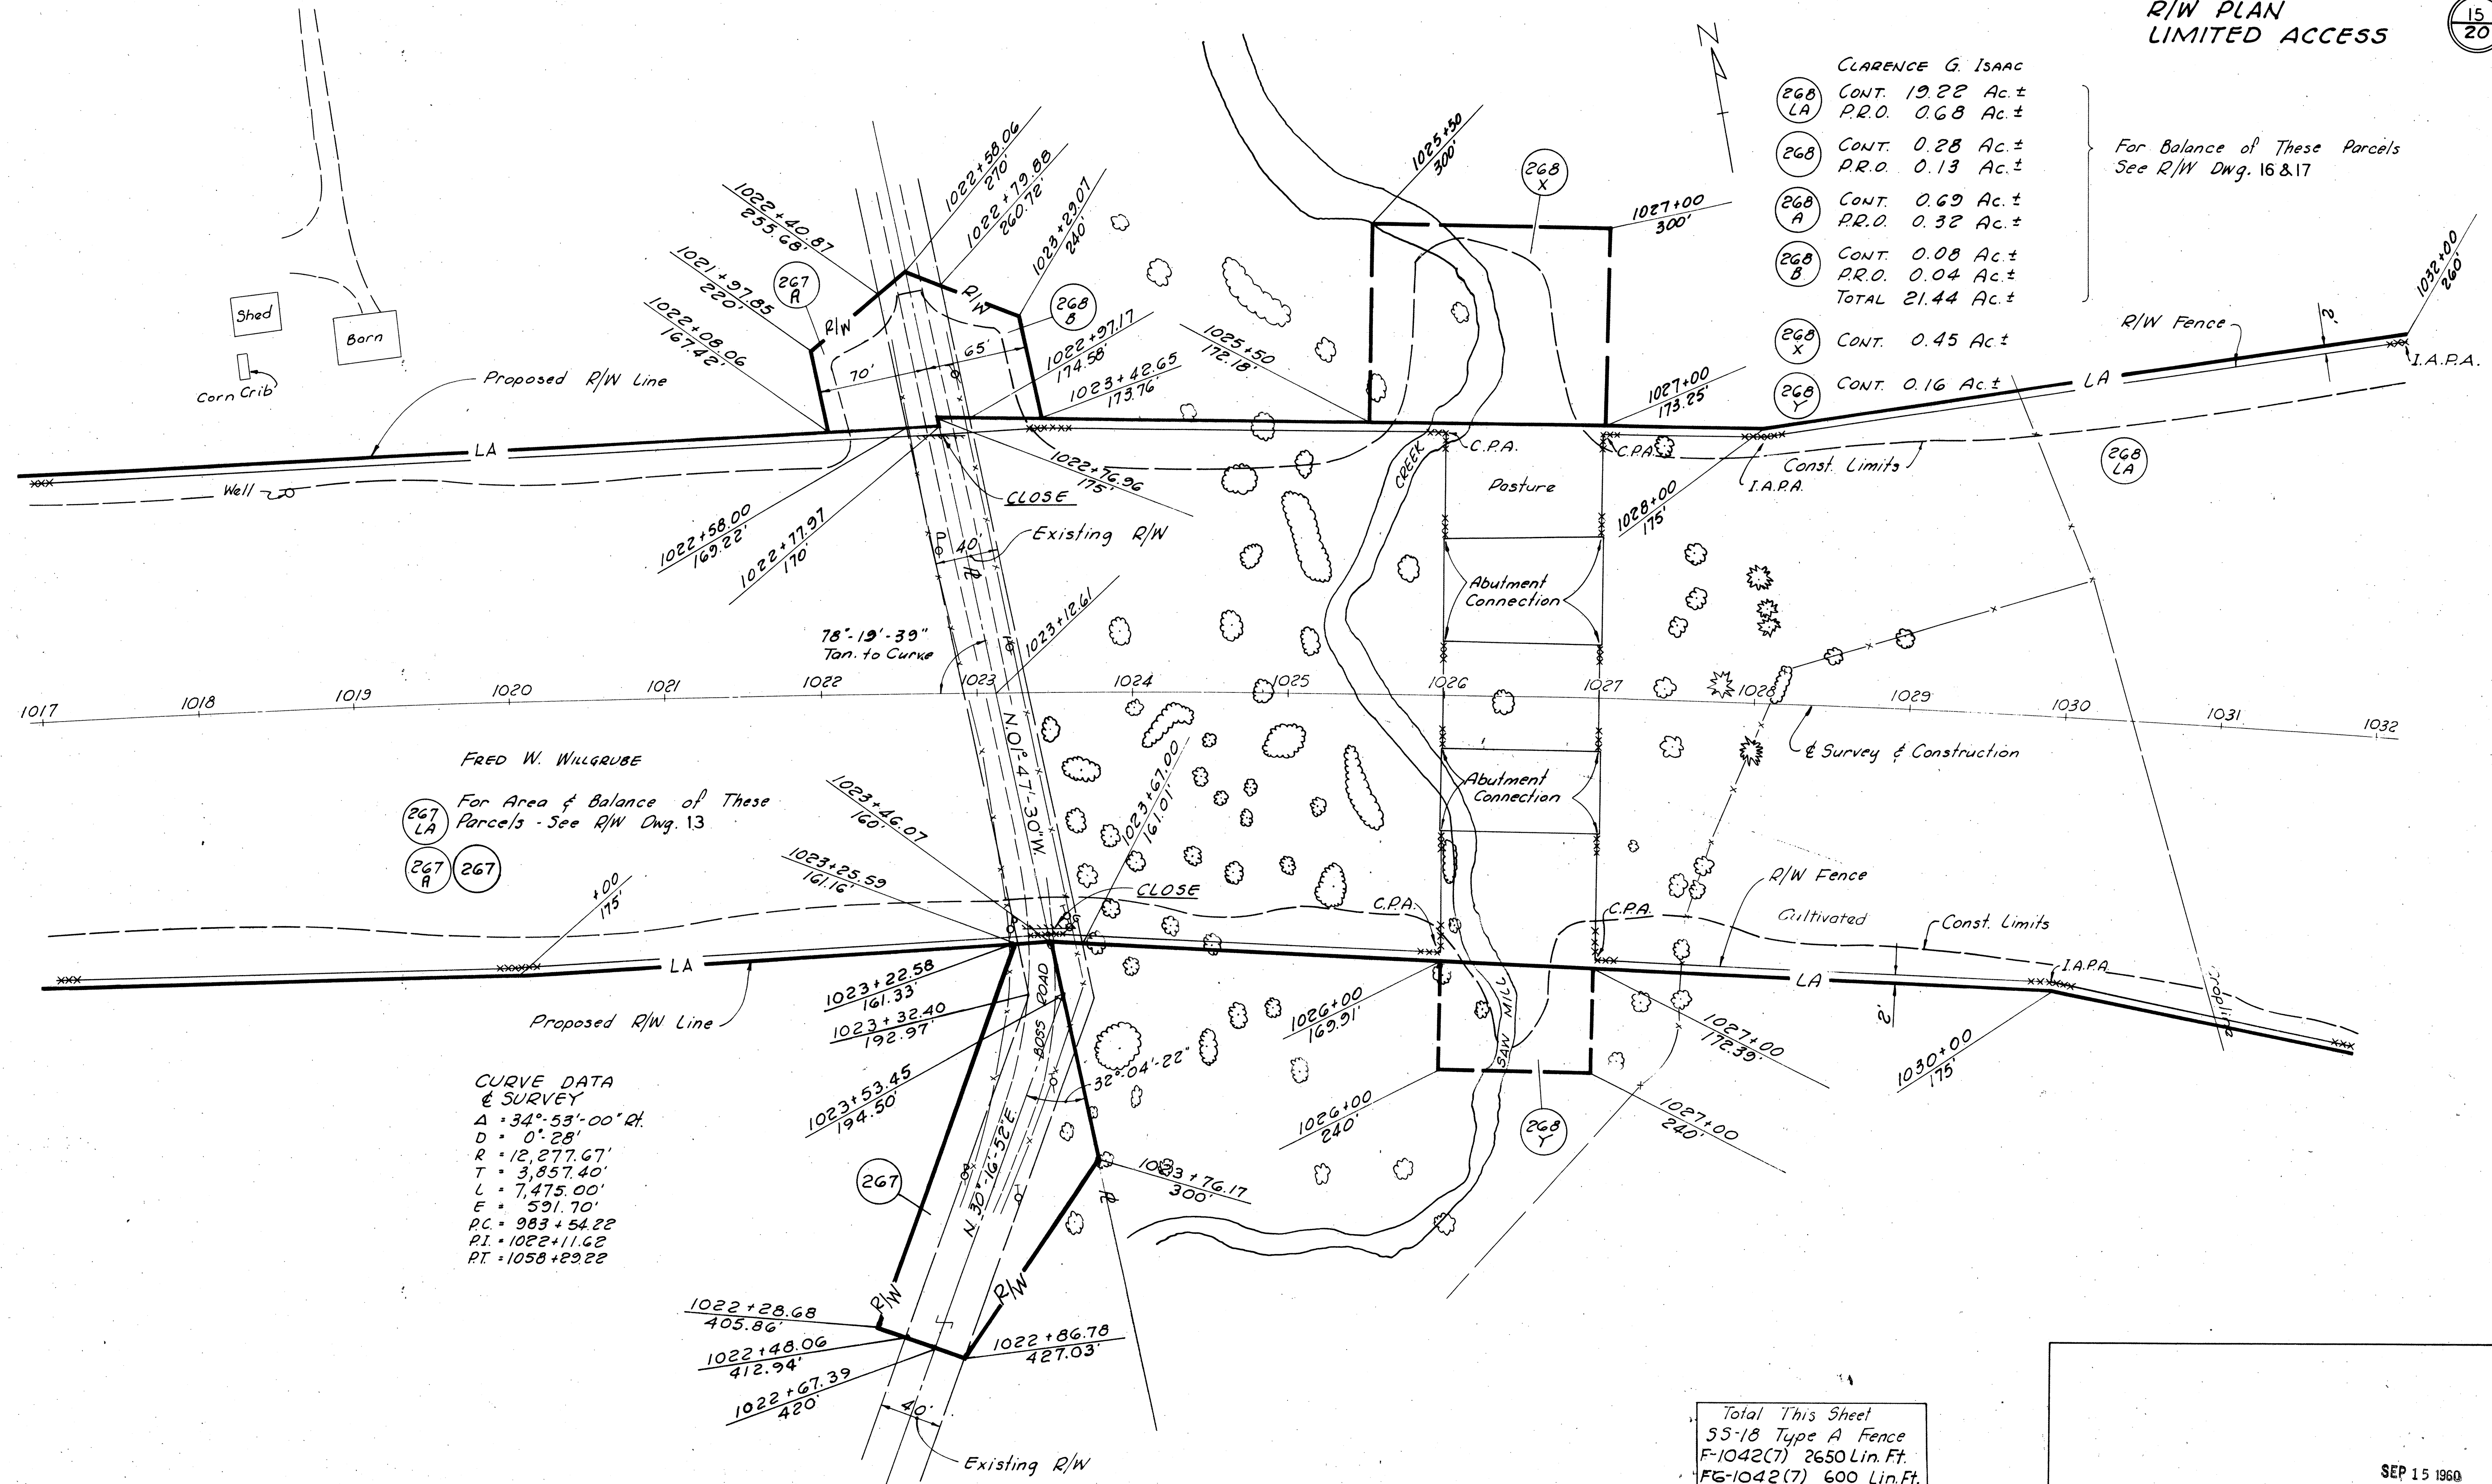 R/W PLAN
LIMITED ACCESS
15
20
N
CLARENCE G. ISAAC
268 LA CONT. 19.22 Ac.±
P.R.O. 0.68 Ac.±
268 CONT. 0.28 Ac.±
P.R.O. 0.13 Ac.±
268 A CONT. 0.69 Ac.±
P.R.O. 0.32 Ac.±
268 B CONT. 0.08 Ac.±
P.R.O. 0.04 Ac.±
TOTAL 21.44 Ac.±
268 X CONT. 0.45 Ac.±
268 Y CONT. 0.16 Ac.±
For Balance of These Parcels
See R/W Dwg. 16 & 17
1032+00
260'
R/W Fence
2'
I.A.P.A.
LA
1025+50
300'
268
X
1027+00
300'
1022+58.06
270'
1022+79.88
260.72'
1023+29.07
240'
1022+40.87
255.68'
1021+97.85
220'
1022+08.06
167.42'
267
A
R/W
R/W
268
B
70'
65'
1022+97.17
174.58'
1023+42.65
173.76'
1025+50
172.18'
1027+00
173.25'
Shed
Barn
Corn Crib
Proposed R/W Line
LA
Well
1022+58.00
169.22'
1022+77.97
170'
1022+76.96
175'
CLOSE
Existing R/W
P
40'
CREEK
C.P.A.
C.P.A.
Pasture
1028+00
175'
I.A.P.A.
Const. Limits
268
LA
Abutment
Connection
78°-19'-39"
Tan. to Curve
1023+12.61
1017
1018
1019
1020
1021
1022
1023
1024
1025
1026
1027
1028
1029
1030
1031
1032
℄ Survey & Construction
N.01°-47'-30"W.
FRED W. WILLGRUBE
267 LA For Area & Balance of These
Parcels - See R/W Dwg. 13
267 A
267
+00
175'
1023+46.07
160'
1023+25.59
161.16'
1023+67.00
161.01'
CLOSE
Abutment
Connection
C.P.A.
C.P.A.
R/W Fence
Cultivated
Const. Limits
I.A.P.A.
LA
2'
Prop. line
LA
Proposed R/W Line
1023+22.58
161.33'
1023+32.40
192.97'
1023+53.45
194.50'
BOSS ROAD
32°-04'-22"
N.30°-16'-52"E.
SAW MILL
1026+00
169.91'
1027+00
172.39'
1030+00
175'
1026+00
240'
268
Y
1027+00
240'
CURVE DATA
℄ SURVEY
Δ = 34°-53'-00" Rt.
D = 0°-28'
R = 12,277.67'
T = 3,857.40'
L = 7,475.00'
E = 591.70'
P.C. = 983+54.22
P.I. = 1022+11.62
P.T. = 1058+29.22
267
1023+76.17
300'
R/W
R/W
1022+28.68
405.86'
1022+48.06
412.94'
1022+67.39
420'
1022+86.78
427.03'
40'
Existing R/W
Total This Sheet
SS-18 Type A Fence
F-1042(7) 2650 Lin. Ft.
FG-1042(7) 600 Lin. Ft.
SEP 15 1960